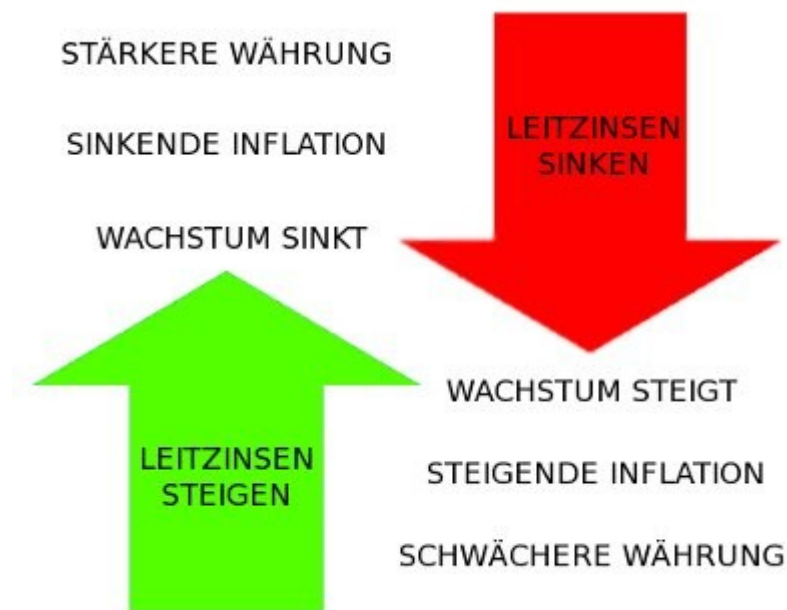 STÄRKERE WÄHRUNG
SINKENDE INFLATION
WACHSTUM SINKT
LEITZINSEN
STEIGEN
LEITZINSEN
SINKEN
WACHSTUM STEIGT
STEIGENDE INFLATION
SCHWÄCHERE WÄHRUNG